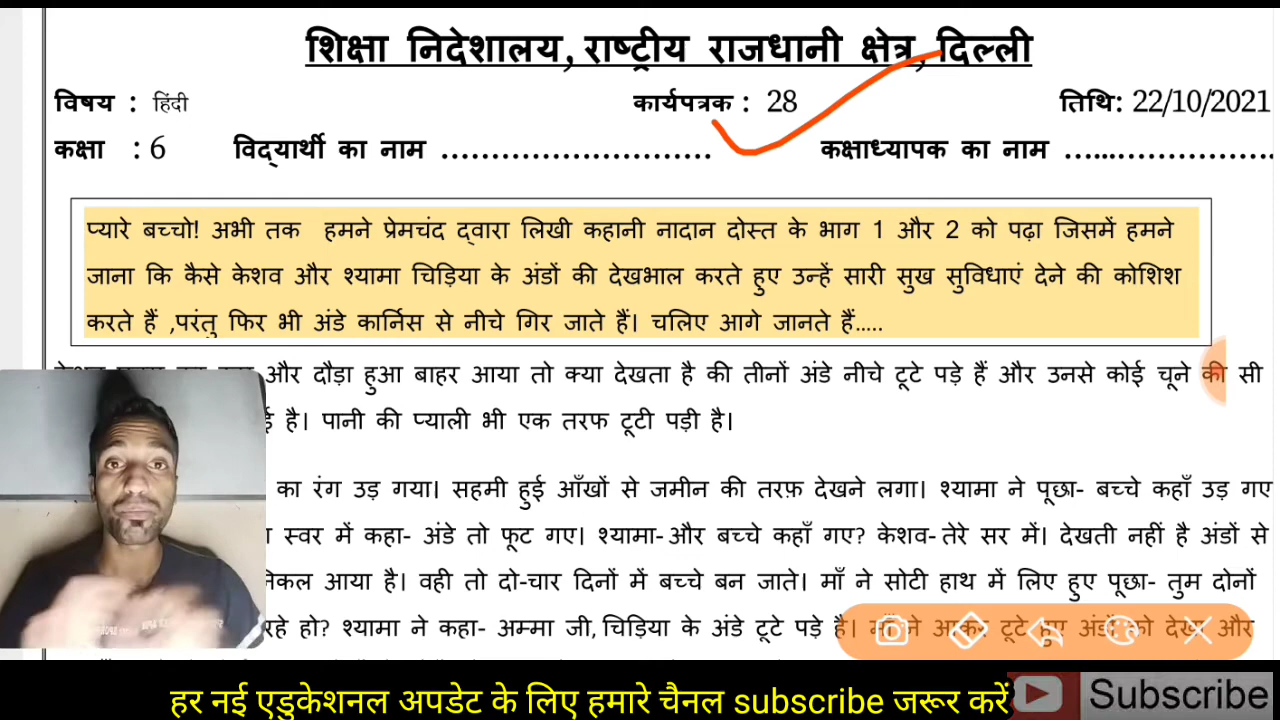 शिक्षा निदेशालय, राष्ट्रीय राजधानी क्षेत्र, दिल्ली
विषय : हिंदी कार्यपत्रक : 28 तिथि: 22/10/2021
कक्षा : 6 विद्यार्थी का नाम ........................... कक्षाध्यापक का नाम .....................
प्यारे बच्चो! अभी तक हमने प्रेमचंद द्वारा लिखी कहानी नादान दोस्त के भाग 1 और 2 को पढ़ा जिसमें हमने
जाना कि कैसे केशव और श्यामा चिड़िया के अंडों की देखभाल करते हुए उन्हें सारी सुख सुविधाएं देने की कोशिश
करते हैं ,परंतु फिर भी अंडे कार्निस से नीचे गिर जाते हैं। चलिए आगे जानते हैं.....
और दौड़ा हुआ बाहर आया तो क्या देखता है की तीनों अंडे नीचे टूटे पड़े हैं और उनसे कोई चूने की सी
है। पानी की प्याली भी एक तरफ टूटी पड़ी है।
का रंग उड़ गया। सहमी हुई आँखों से जमीन की तरफ़ देखने लगा। श्यामा ने पूछा- बच्चे कहाँ उड़ गए
स्वर में कहा- अंडे तो फूट गए। श्यामा- और बच्चे कहाँ गए? केशव- तेरे सर में। देखती नहीं है अंडों से
आया है। वही तो दो-चार दिनों में बच्चे बन जाते। माँ ने सोटी हाथ में लिए हुए पूछा- तुम दोनों
रहे हो? श्यामा ने कहा- अम्मा जी, चिड़िया के अंडे टूटे पड़े है। माँ ने आकर टूटे हुए अंडों को देखा और
हर नई एडुकेशनल अपडेट के लिए हमारे चैनल subscribe जरूर करें
Subscribe